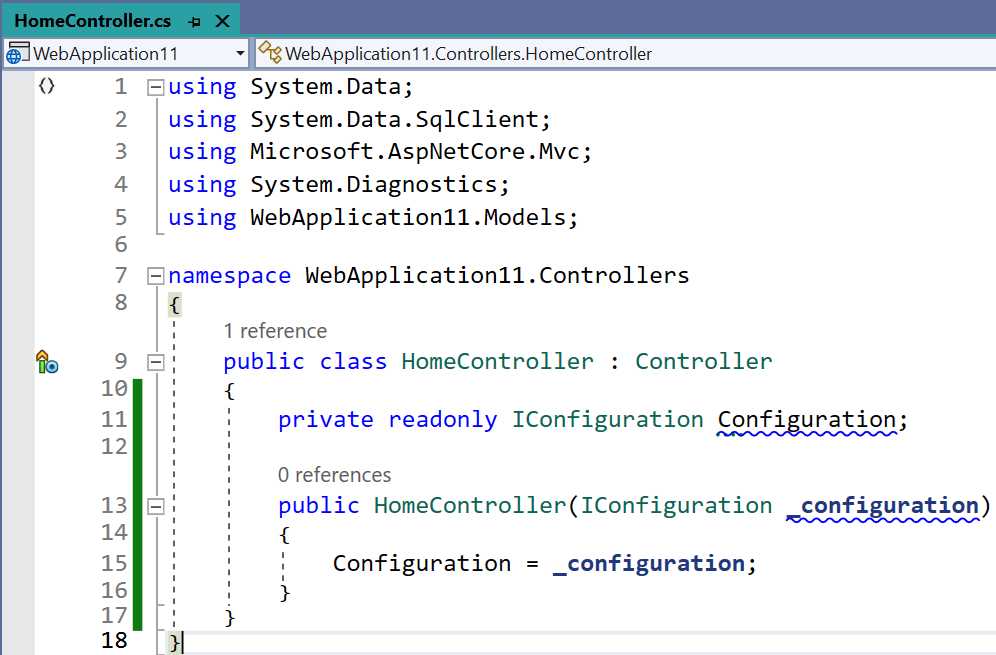 HomeController.cs
WebApplication11 WebApplication11.Controllers.HomeController
1 using System.Data;
2 using System.Data.SqlClient;
3 using Microsoft.AspNetCore.Mvc;
4 using System.Diagnostics;
5 using WebApplication11.Models;
6
7 namespace WebApplication11.Controllers
8 {
1 reference
9 public class HomeController : Controller
10 {
11 private readonly IConfiguration Configuration;
12
0 references
13 public HomeController(IConfiguration _configuration)
14 {
15 Configuration = _configuration;
16 }
17 }
18 }